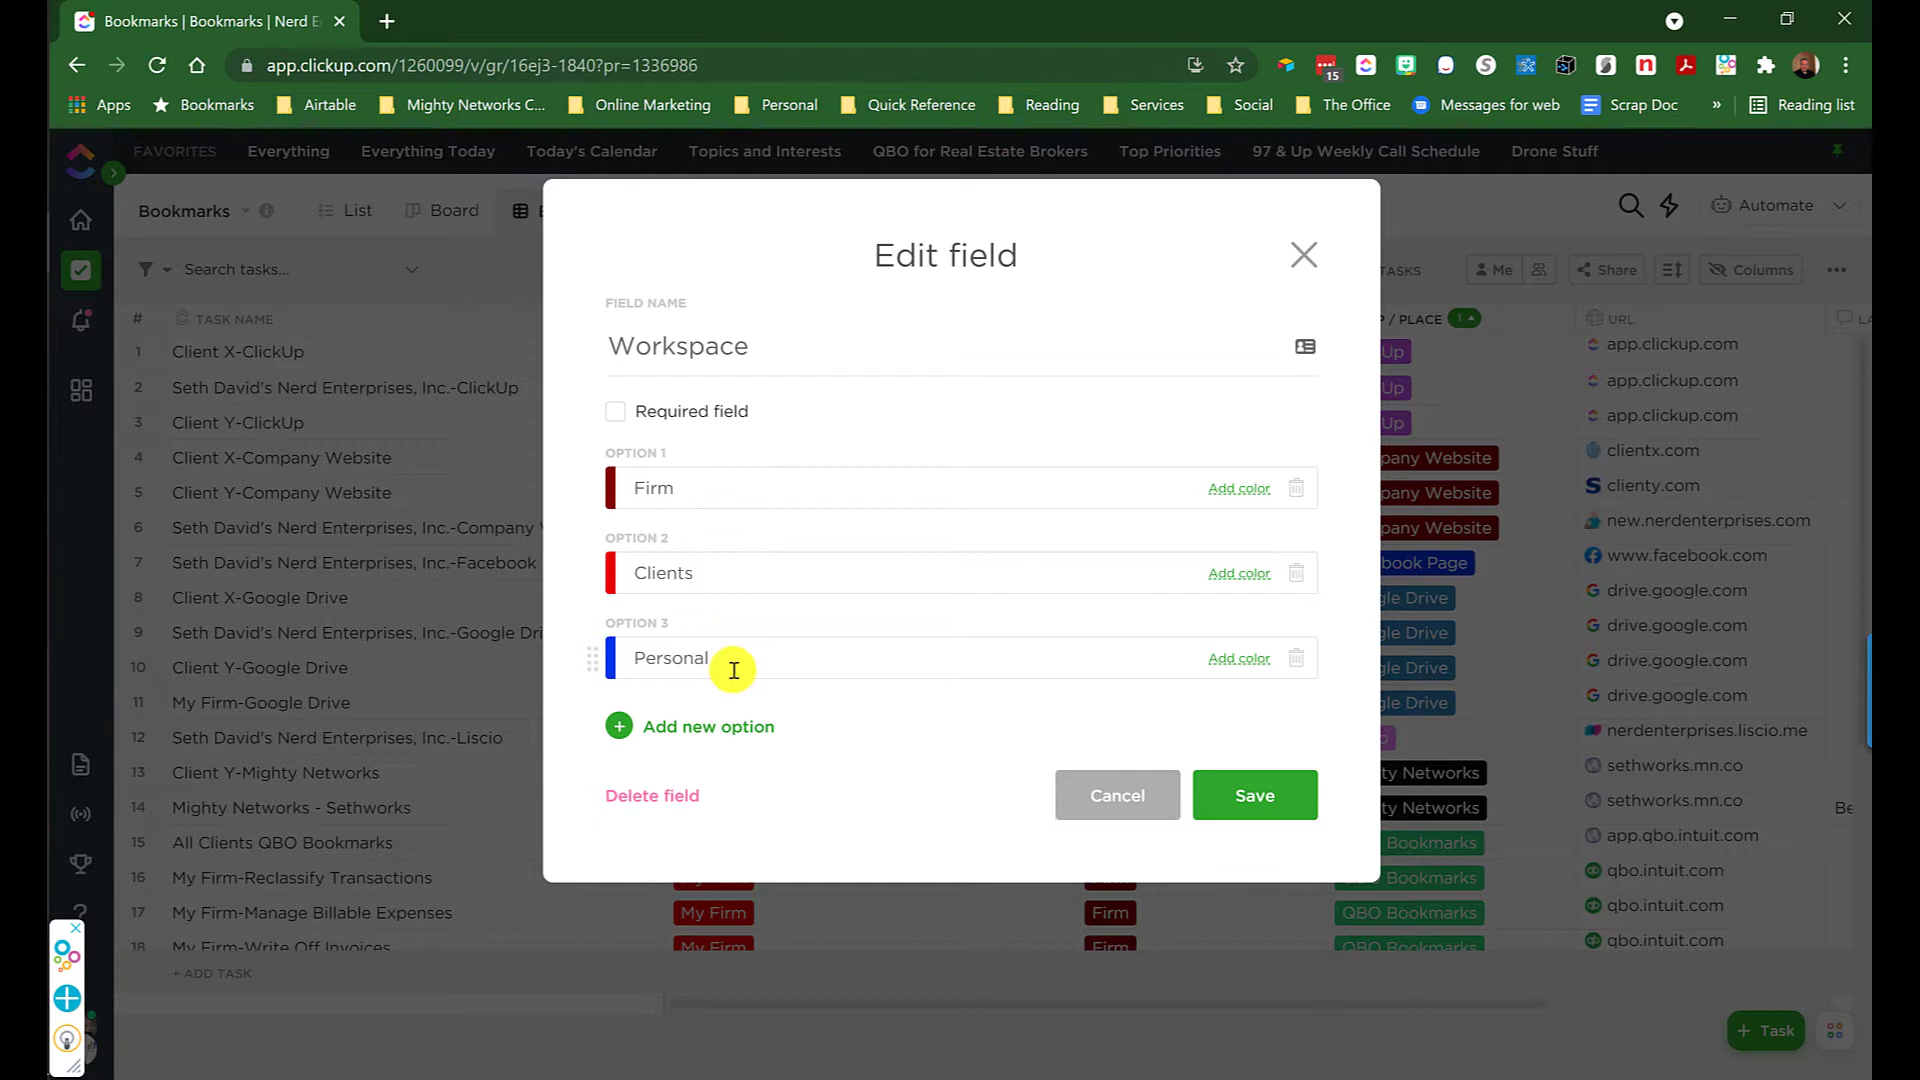 Bookmarks | Bookmarks | Nerd E
app.clickup.com/1260099/v/gr/16ej3-1840?pr=1336986
15
Apps Bookmarks Airtable Mighty Networks C... Online Marketing Personal Quick Reference Reading Services Social The Office Messages for web Scrap Doc » Reading list
FAVORITES Everything Everything Today Today's Calendar Topics and Interests QBO for Real Estate Brokers Top Priorities 97 & Up Weekly Call Schedule Drone Stuff
Bookmarks List Board Automate
Search tasks... TASKS Me Share Columns
# TASK NAME / PLACE 1 URL
1 Client X-ClickUp Up app.clickup.com
2 Seth David's Nerd Enterprises, Inc.-ClickUp Up app.clickup.com
3 Client Y-ClickUp Up app.clickup.com
4 Client X-Company Website pany Website clientx.com
5 Client Y-Company Website pany Website clienty.com
6 Seth David's Nerd Enterprises, Inc.-Company pany Website new.nerdenterprises.com
7 Seth David's Nerd Enterprises, Inc.-Facebook book Page www.facebook.com
8 Client X-Google Drive gle Drive drive.google.com
9 Seth David's Nerd Enterprises, Inc.-Google Dri gle Drive drive.google.com
10 Client Y-Google Drive gle Drive drive.google.com
11 My Firm-Google Drive gle Drive drive.google.com
12 Seth David's Nerd Enterprises, Inc.-Liscio o nerdenterprises.liscio.me
13 Client Y-Mighty Networks ty Networks sethworks.mn.co
14 Mighty Networks - Sethworks ty Networks sethworks.mn.co Be
15 All Clients QBO Bookmarks Bookmarks app.qbo.intuit.com
16 My Firm-Reclassify Transactions Bookmarks qbo.intuit.com
17 My Firm-Manage Billable Expenses My Firm Firm QBO Bookmarks qbo.intuit.com
18 My Firm-Write Off Invoices My Firm Firm QBO Bookmarks qbo.intuit.com
+ ADD TASK
+ Task
Edit field
FIELD NAME
Workspace
Required field
OPTION 1
Firm Add color
OPTION 2
Clients Add color
OPTION 3
Personal Add color
Add new option
Delete field Cancel Save